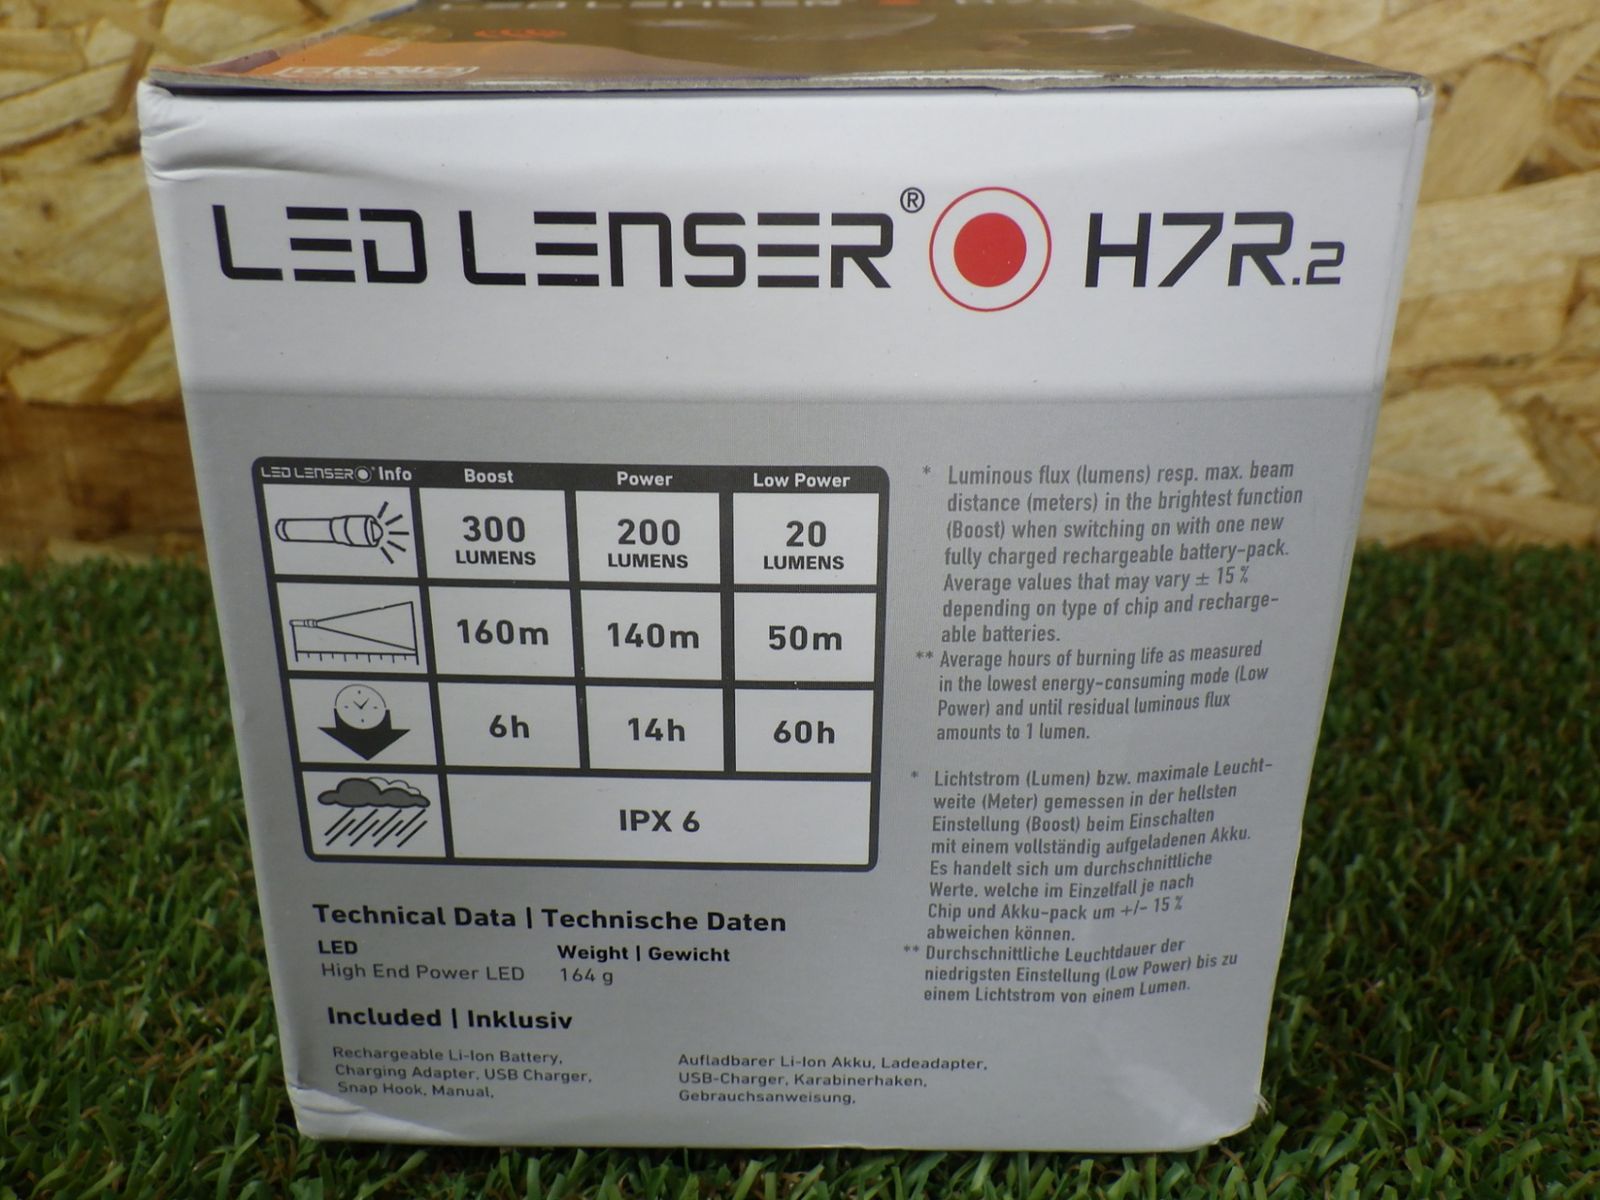 LED LENSER® H7R.2
LED LENSER® Info Boost Power Low Power
300 LUMENS 200 LUMENS 20 LUMENS
160m 140m 50m
6h 14h 60h
IPX 6
Technical Data | Technische Daten
LED Weight | Gewicht
High End Power LED 164 g
Included | Inklusiv
Rechargeable Li-Ion Battery,
Charging Adapter, USB Charger,
Snap Hook, Manual,
Aufladbarer Li-Ion Akku, Ladeadapter,
USB-Charger, Karabinerhaken,
Gebrauchsanweisung,
* Luminous flux (lumens) resp. max. beam
distance (meters) in the brightest function
(Boost) when switching on with one new
fully charged rechargeable battery-pack.
Average values that may vary ± 15 %
depending on type of chip and recharge-
able batteries.
** Average hours of burning life as measured
in the lowest energy-consuming mode (Low
Power) and until residual luminous flux
amounts to 1 lumen.
* Lichtstrom (Lumen) bzw. maximale Leucht-
weite (Meter) gemessen in der hellsten
Einstellung (Boost) beim Einschalten
mit einem vollständig aufgeladenen Akku.
Es handelt sich um durchschnittliche
Werte. welche im Einzelfall je nach
Chip und Akku-pack um +/- 15 %
abweichen können.
** Durchschnittliche Leuchtdauer der
niedrigsten Einstellung (Low Power) bis zu
einem Lichtstrom von einem Lumen.